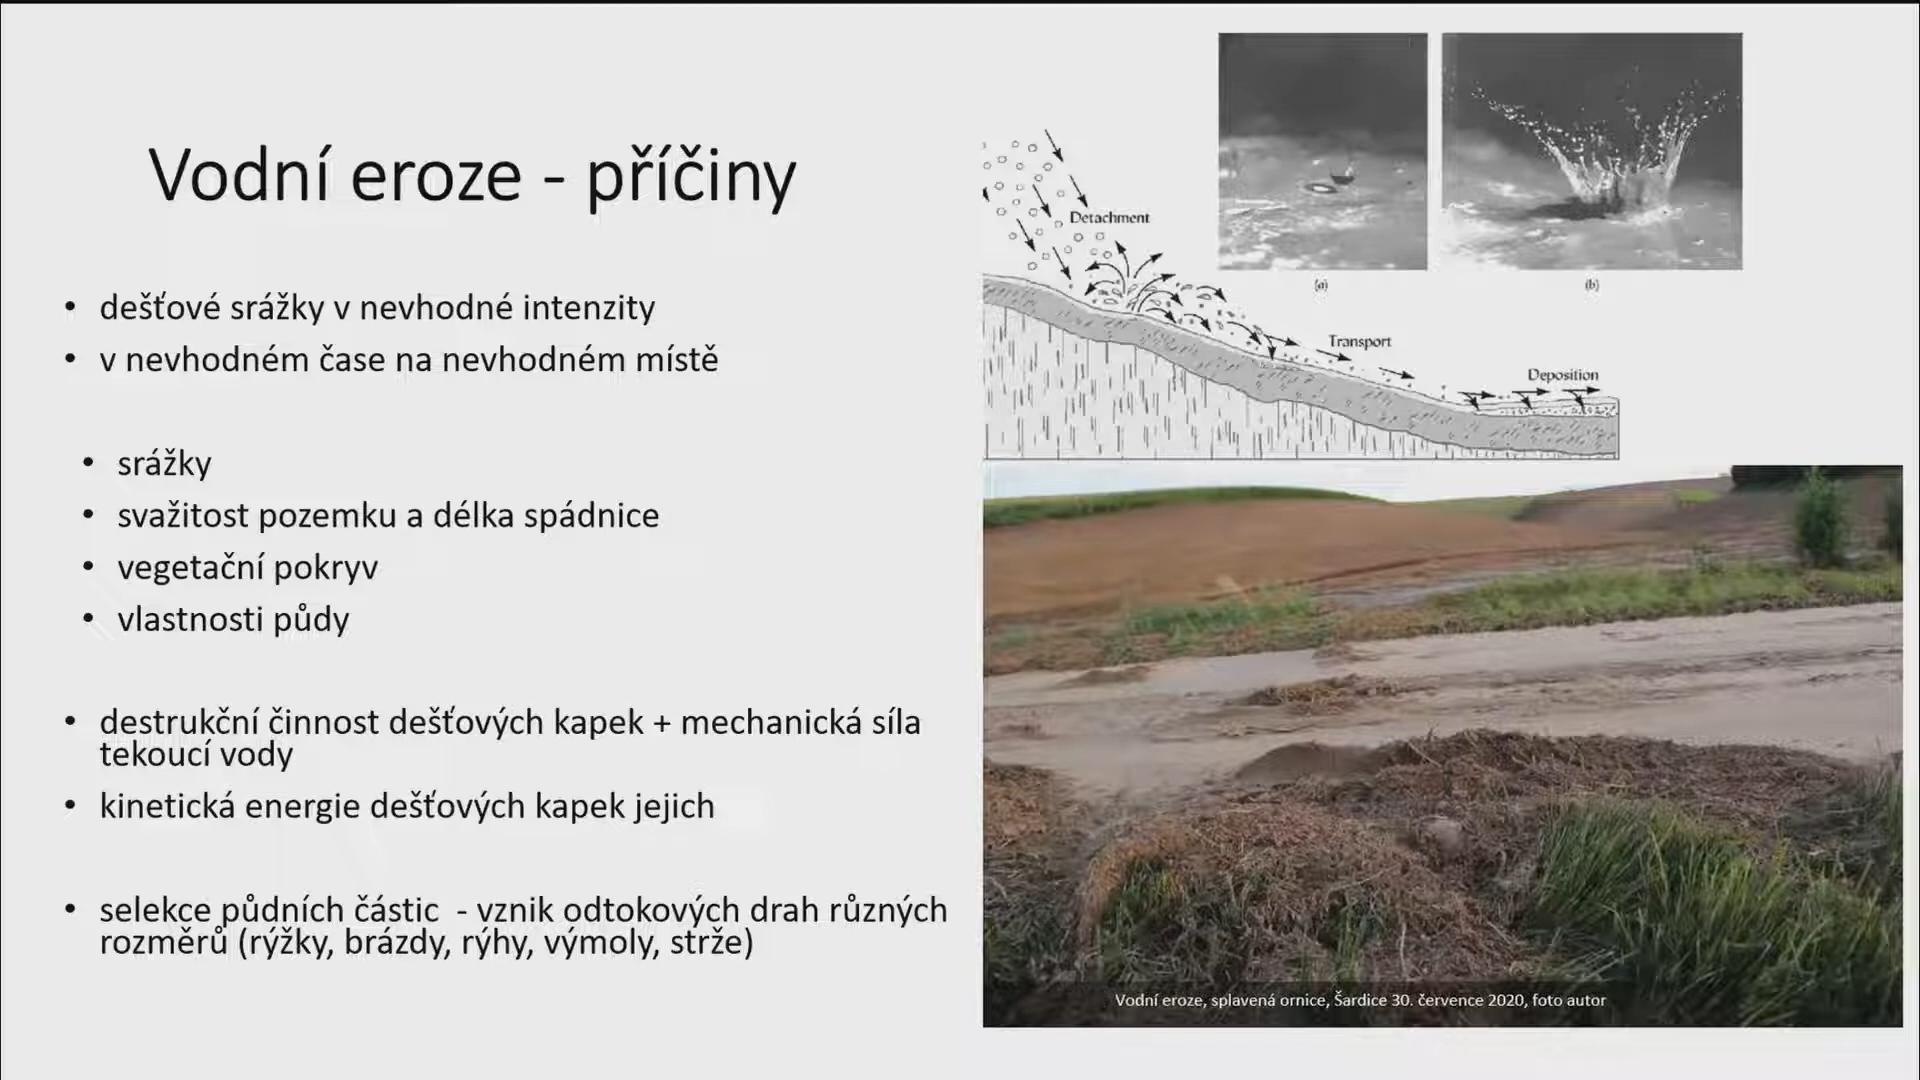 Vodní eroze - příčiny
• dešťové srážky v nevhodné intenzity
• v nevhodném čase na nevhodném místě
• srážky
• svažitost pozemku a délka spádnice
• vegetační pokryv
• vlastnosti půdy
• destrukční činnost dešťových kapek + mechanická síla
tekoucí vody
• kinetická energie dešťových kapek jejich
• selekce půdních částic - vznik odtokových drah různých
rozměrů (rýžky, brázdy, rýhy, výmoly, strže)
(a)
(b)
Detachment
Transport
Deposition
Vodní eroze, splavená ornice, Šardice 30. července 2020, foto autor